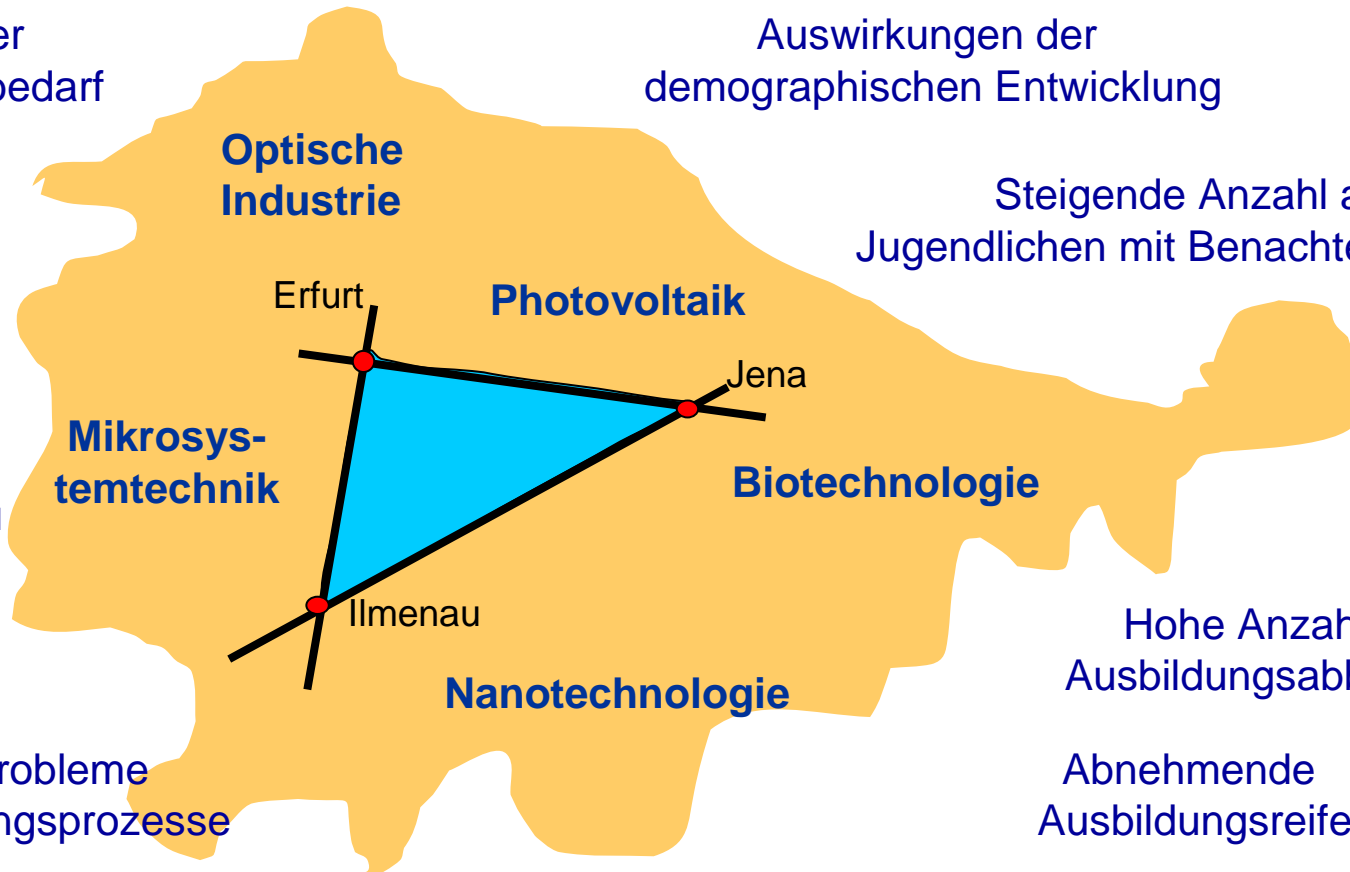 er
Auswirkungen der
bedarf
demographischen Entwicklung
Optische
Industrie
Steigende Anzahl a
Jugendlichen mit Benachte
Erfurt
Photovoltaik
Jena
Mikrosys-
temtechnik
Biotechnologie
Ilmenau
Hohe Anzah
Ausbildungsab
Nanotechnologie
robleme
ngsprozesse
Abnehmende
Ausbildungsreife